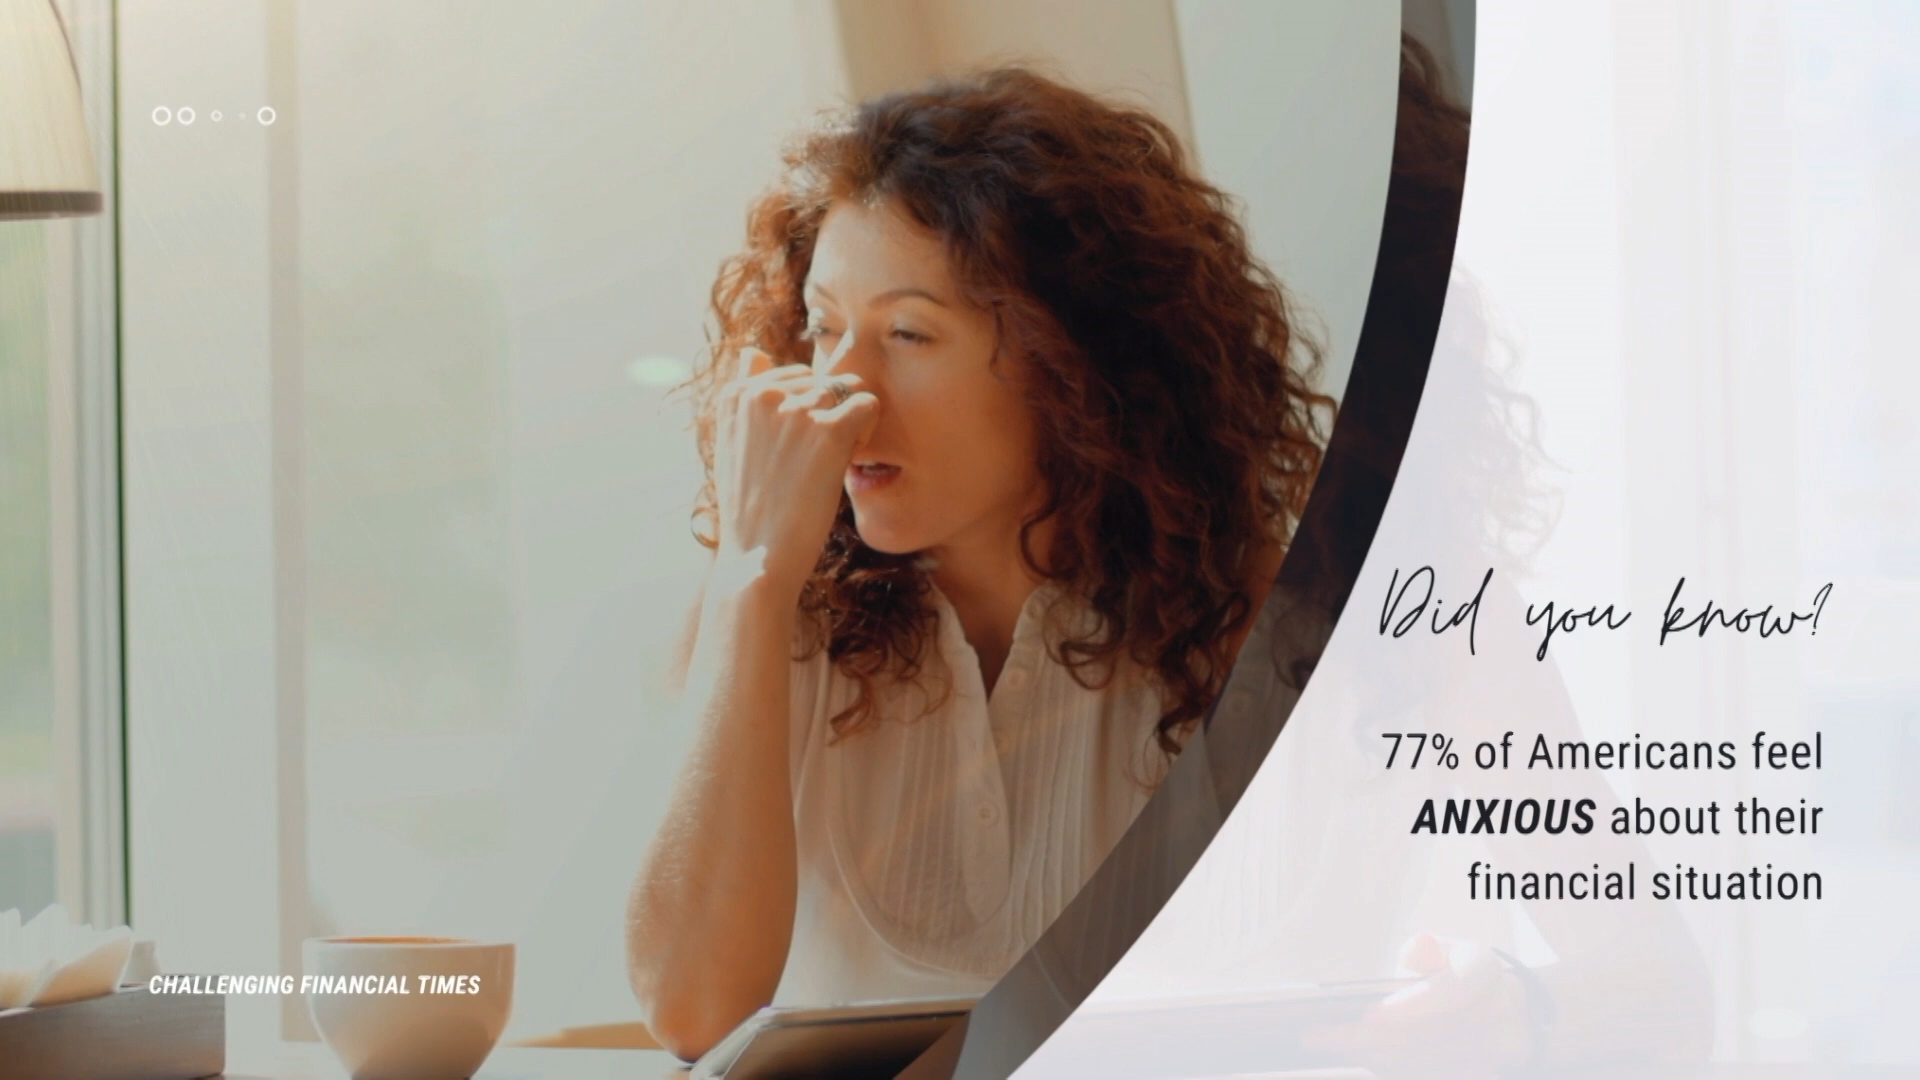 Did you know?
77% of Americans feel
ANXIOUS about their
financial situation
CHALLENGING FINANCIAL TIMES